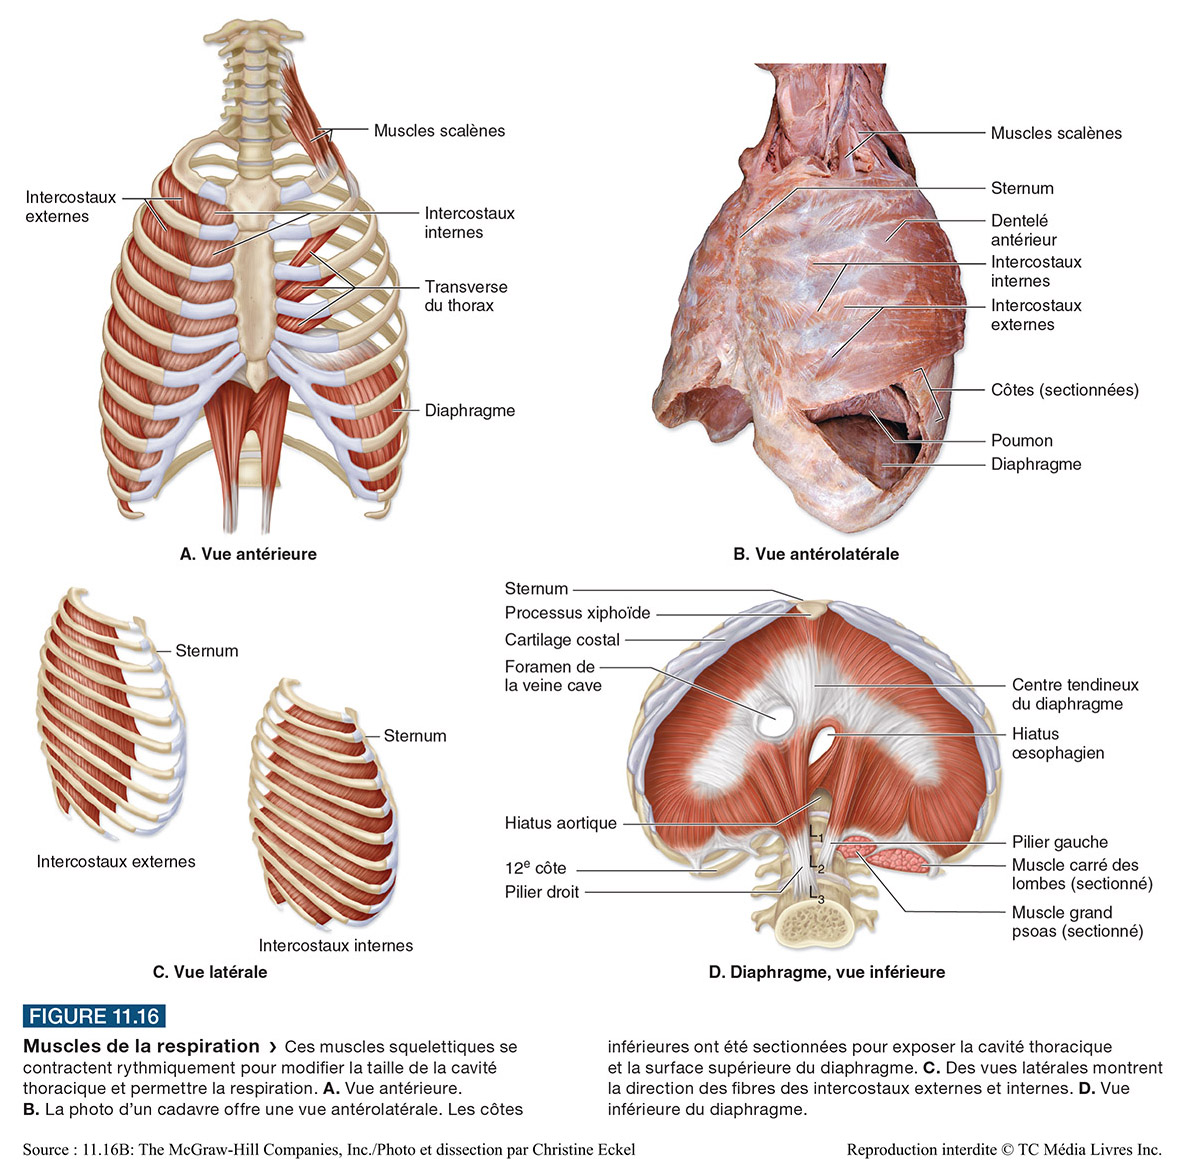 Muscles scalènes
Intercostaux
externes
Intercostaux
internes
Transverse
du thorax
Diaphragme
A. Vue antérieure
Muscles scalènes
Sternum
Dentelé
antérieur
Intercostaux
internes
Intercostaux
externes
Côtes (sectionnées)
Poumon
Diaphragme
B. Vue antérolatérale
Sternum
Intercostaux externes
Sternum
Intercostaux internes
C. Vue latérale
Sternum
Processus xiphoïde
Cartilage costal
Foramen de
la veine cave
Hiatus aortique
12e côte
Pilier droit
L1
L2
L3
Centre tendineux
du diaphragme
Hiatus
œsophagien
Pilier gauche
Muscle carré des
lombes (sectionné)
Muscle grand
psoas (sectionné)
D. Diaphragme, vue inférieure
FIGURE 11.16
Muscles de la respiration › Ces muscles squelettiques se
contractent rythmiquement pour modifier la taille de la cavité
thoracique et permettre la respiration. A. Vue antérieure.
B. La photo d'un cadavre offre une vue antérolatérale. Les côtes
inférieures ont été sectionnées pour exposer la cavité thoracique
et la surface supérieure du diaphragme. C. Des vues latérales montrent
la direction des fibres des intercostaux externes et internes. D. Vue
inférieure du diaphragme.
Source : 11.16B: The McGraw-Hill Companies, Inc./Photo et dissection par Christine Eckel
Reproduction interdite © TC Média Livres Inc.